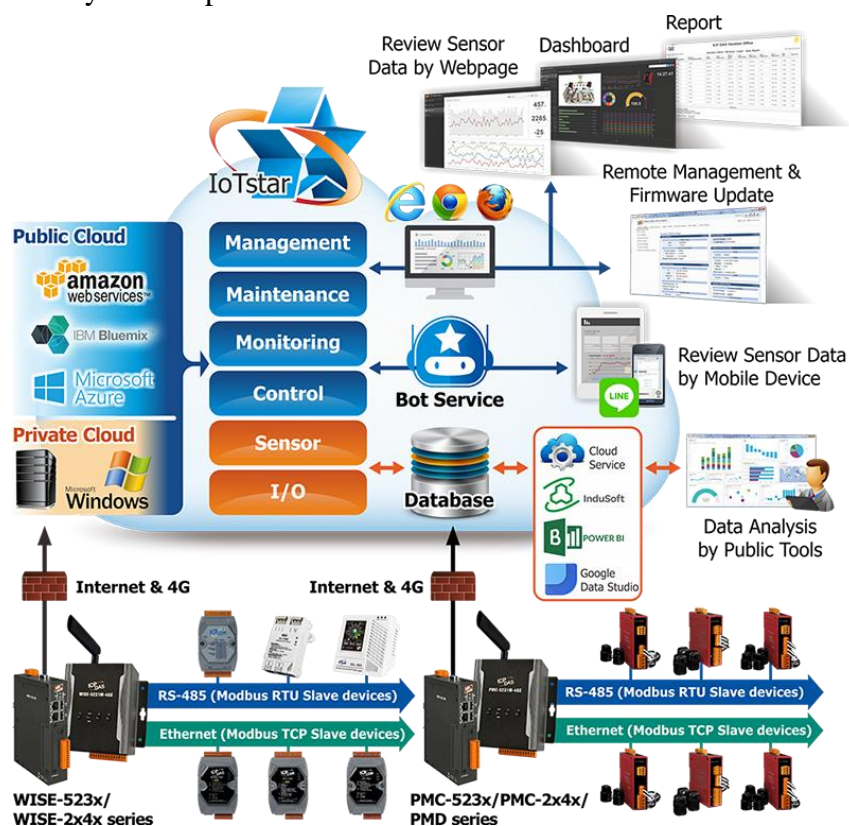 Report
Review Sensor
Data by Webpage
Dashboard
IoTstar
Remote Management &
Firmware Update
Public Cloud
amazon
webservices™
IBM Bluemix
Microsoft
Azure
Private Cloud
Microsoft
Windows
Management
Maintenance
Monitoring
Control
Sensor
I/O
457.
2285.
-25
Bot Service
LINE
Review Sensor Data
by Mobile Device
Database
Cloud
Service
InduSoft
POWER BI
Google
Data Studio
Data Analysis
by Public Tools
Internet & 4G
Internet & 4G
RS-485 (Modbus RTU Slave devices)
Ethernet (Modbus TCP Slave devices)
RS-485 (Modbus RTU Slave devices)
Ethernet (Modbus TCP Slave devices)
WISE-523x/
WISE-2x4x series
PMC-523x/PMC-2x4x/
PMD series